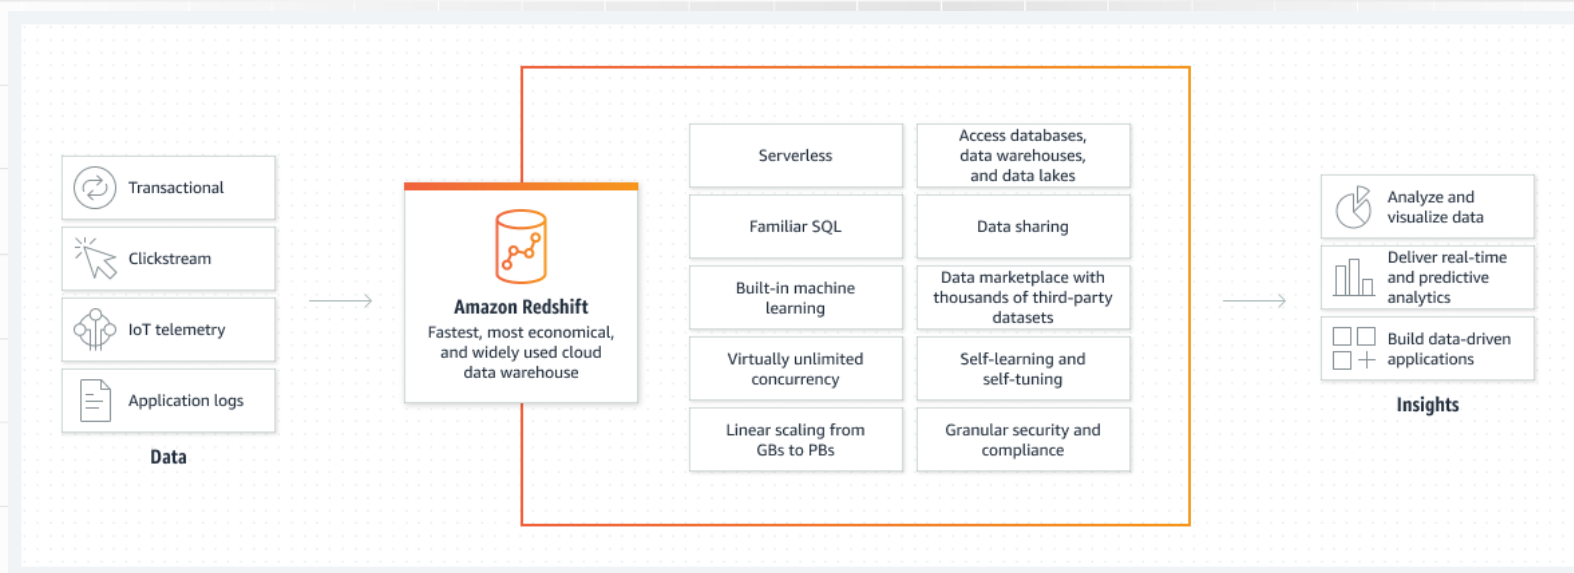 Transactional
Clickstream
IoT telemetry
Application logs
Data
Amazon Redshift
Fastest, most economical,
and widely used cloud
data warehouse
Serverless
Access databases,
data warehouses,
and data lakes
Familiar SQL
Data sharing
Built-in machine
learning
Data marketplace with
thousands of third-party
datasets
Virtually unlimited
concurrency
Self-learning and
self-tuning
Linear scaling from
GBs to PBs
Granular security and
compliance
Analyze and
visualize data
Deliver real-time
and predictive
analytics
Build data-driven
applications
Insights